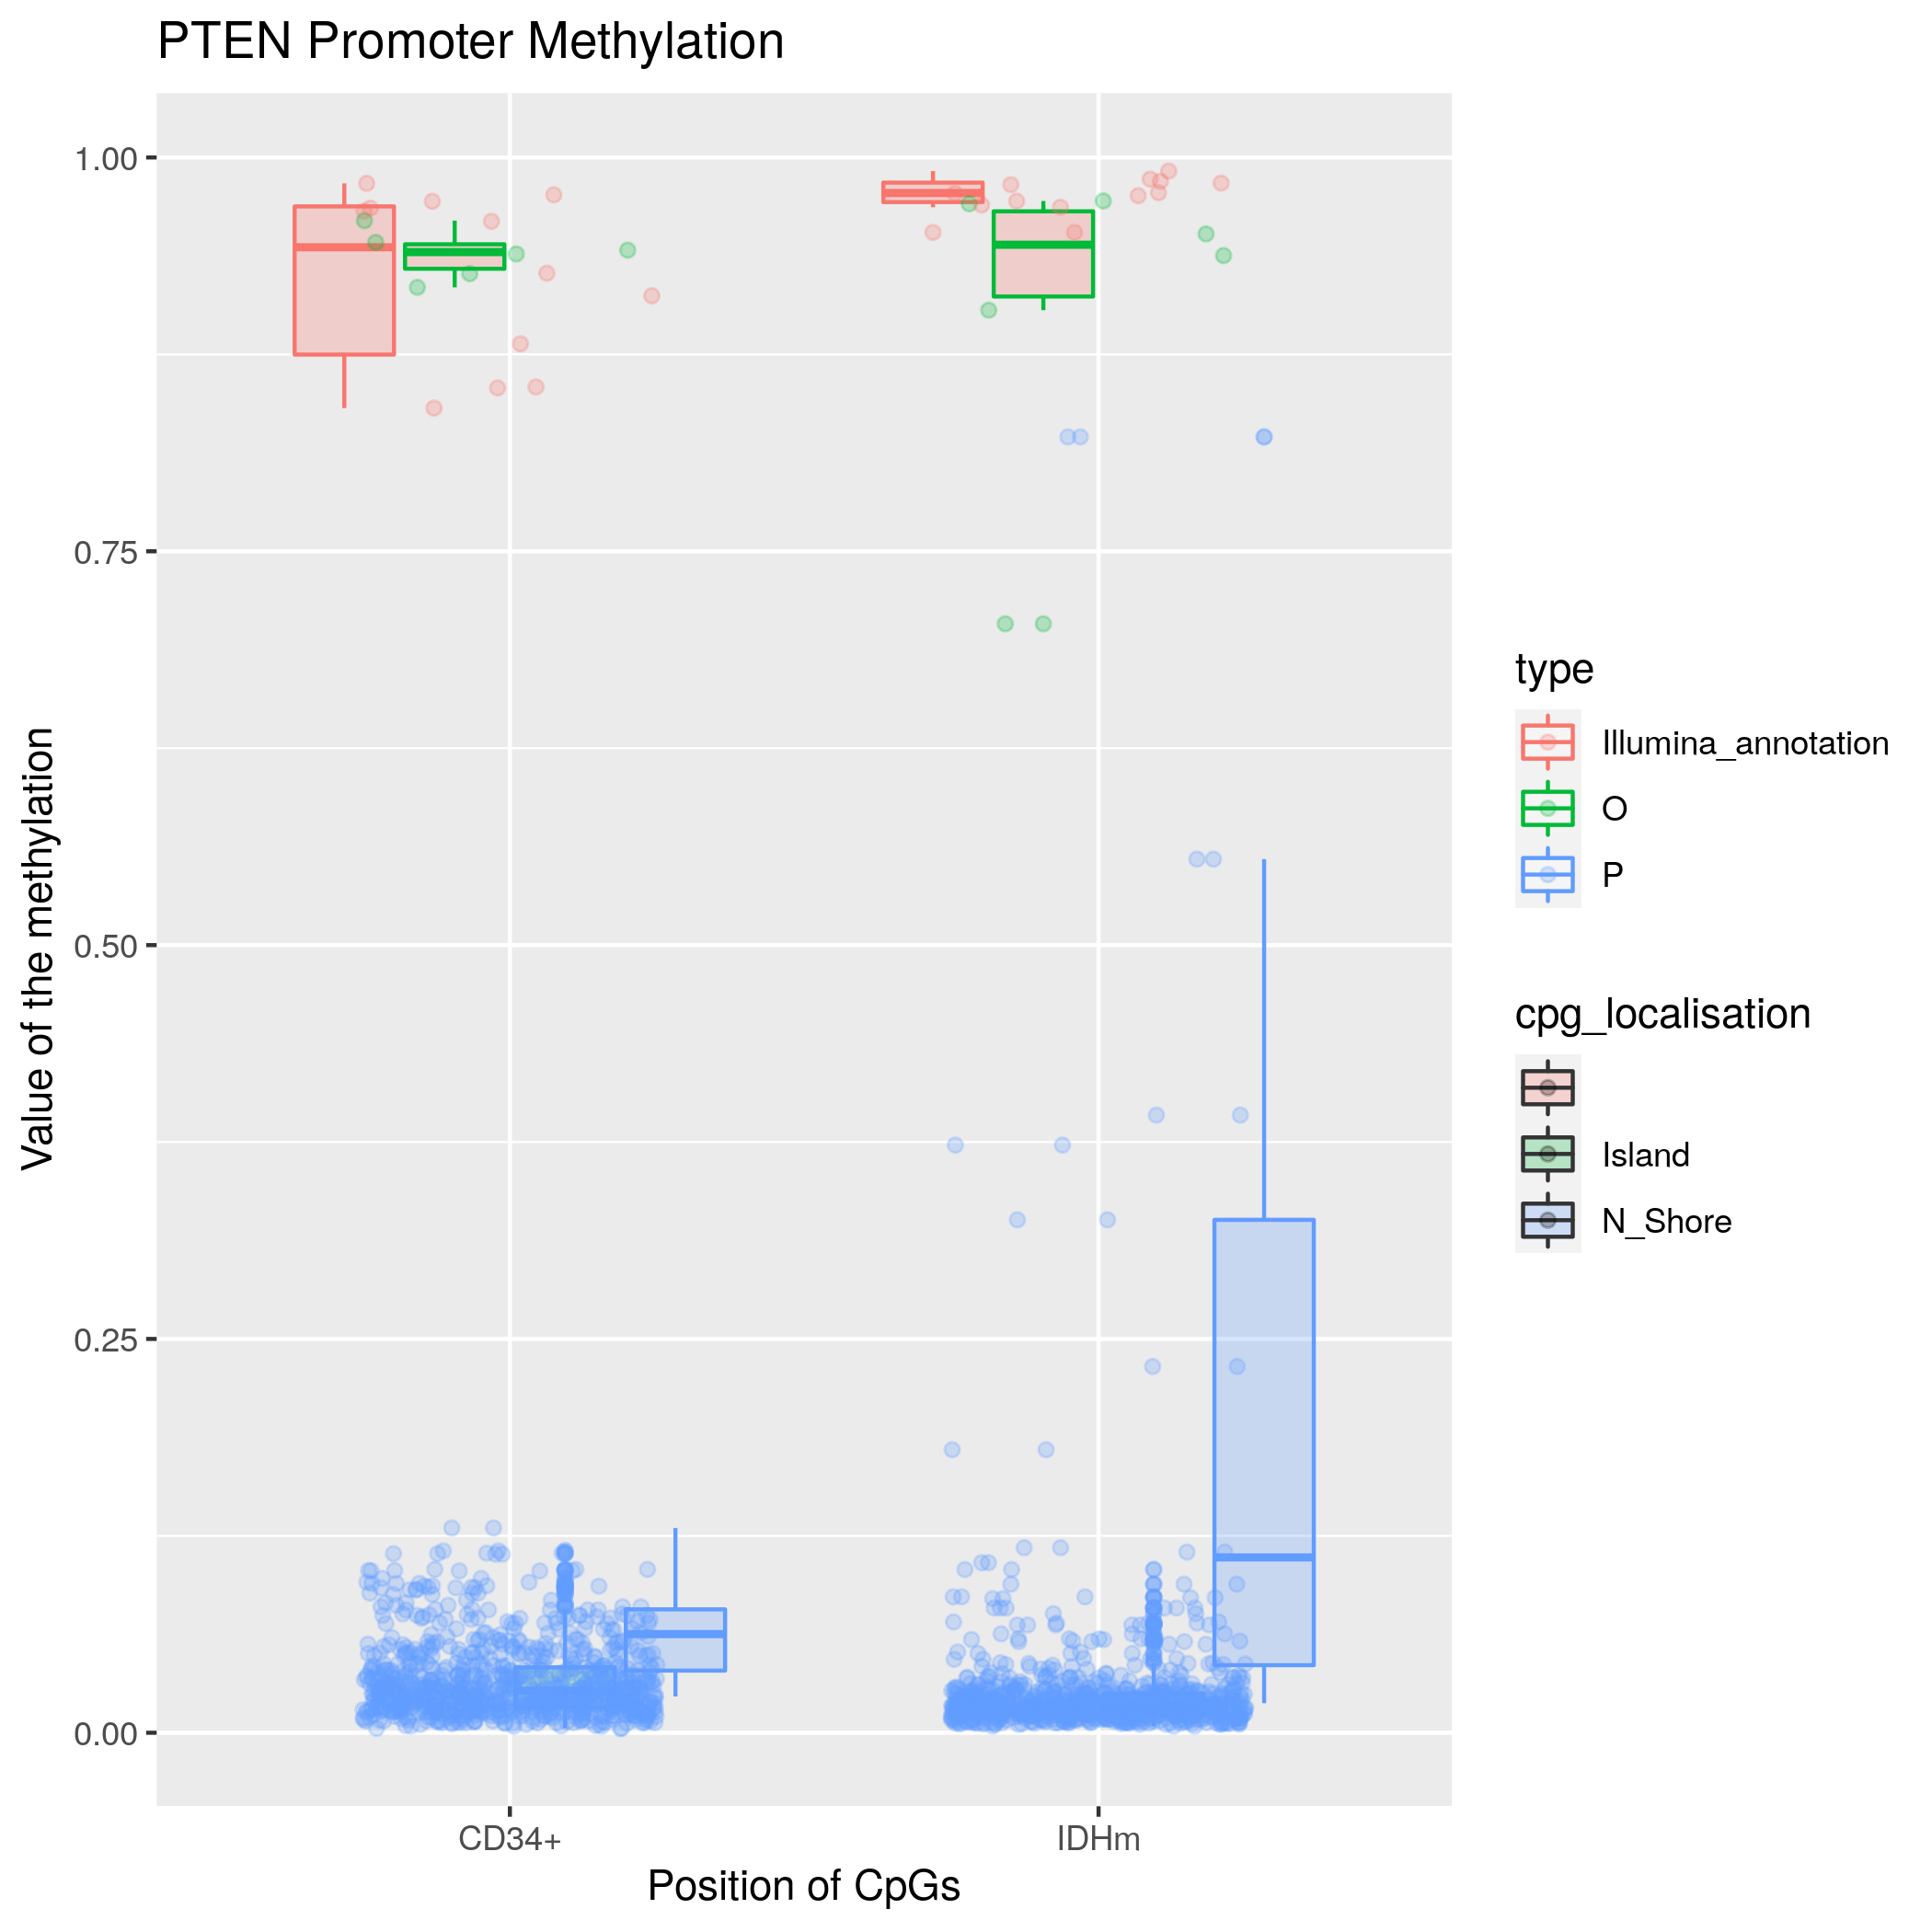 PTEN Promoter Methylation
1.00
0.75
0.50
0.25
0.00
Value of the methylation
CD34+
IDHm
Position of CpGs
type
Illumina_annotation
O
P
cpg_localisation
Island
N_Shore